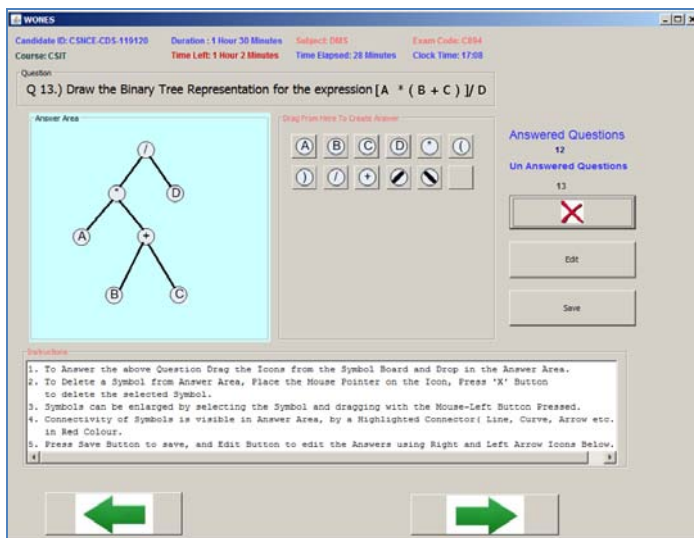 WONES
Candidate ID: CSNCE-CDS-119120 Duration : 1 Hour 30 Minutes Subject: DMS Exam Code: C894
Course: CSIT Time Left: 1 Hour 2 Minutes Time Elapsed: 28 Minutes Clock Time: 17:08
Question
Q 13.) Draw the Binary Tree Representation for the expression [A * ( B + C ) ]/ D
Answer Area
/
* D
A +
B C
Drag From Here To Create Answer
A B C D * (
) / +
Answered Questions
12
Un Answered Questions
13
Edit
Save
Instructions
1. To Answer the above Question Drag the Icons from the Symbol Board and Drop in the Answer Area.
2. To Delete a Symbol from Answer Area, Place the Mouse Pointer on the Icon, Press 'X' Button
to delete the selected Symbol.
3. Symbols can be enlarged by selecting the Symbol and dragging with the Mouse-Left Button Pressed.
4. Connectivity of Symbols is visible in Answer Area, by a Highlighted Connector( Line, Curve, Arrow etc.
in Red Colour.
5. Press Save Button to save, and Edit Button to edit the Answers using Right and Left Arrow Icons Below.